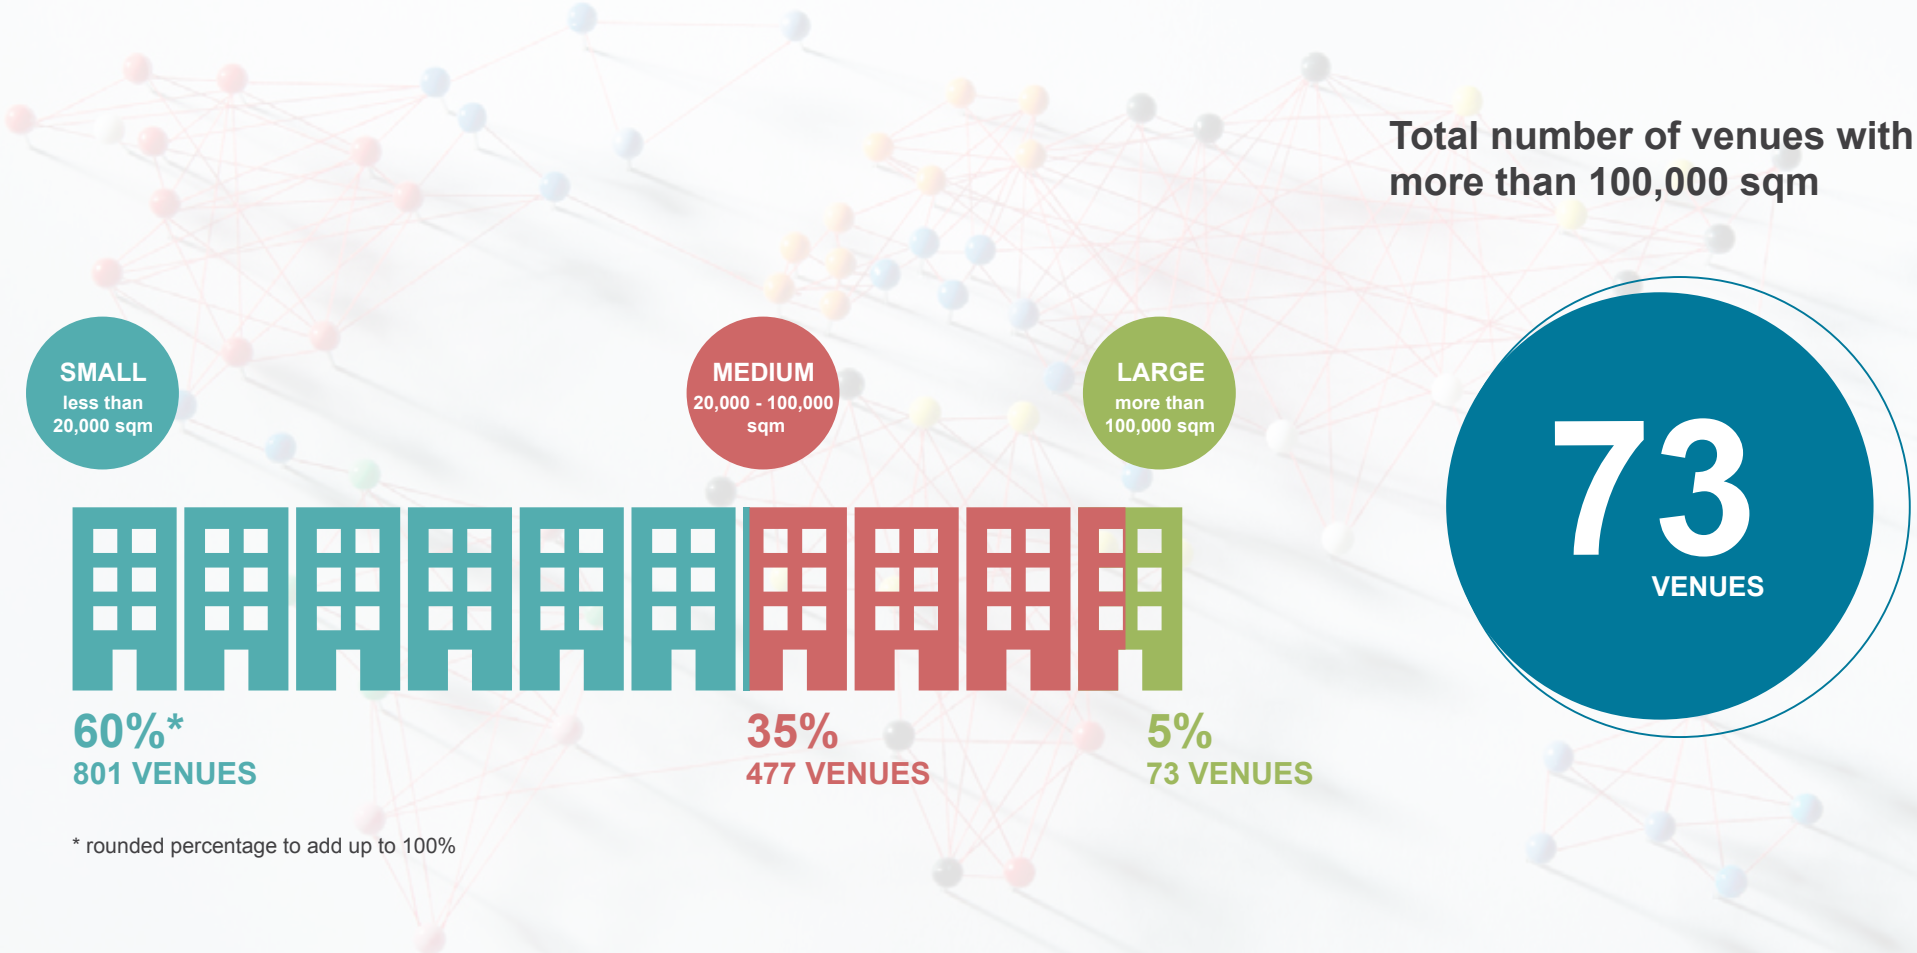 Total number of venues with
more than 100,000 sqm
SMALL
less than
20,000 sqm
MEDIUM
20,000 - 100,000
sqm
LARGE
more than
100,000 sqm
73
VENUES
60%*
801 VENUES
35%
477 VENUES
5%
73 VENUES
* rounded percentage to add up to 100%